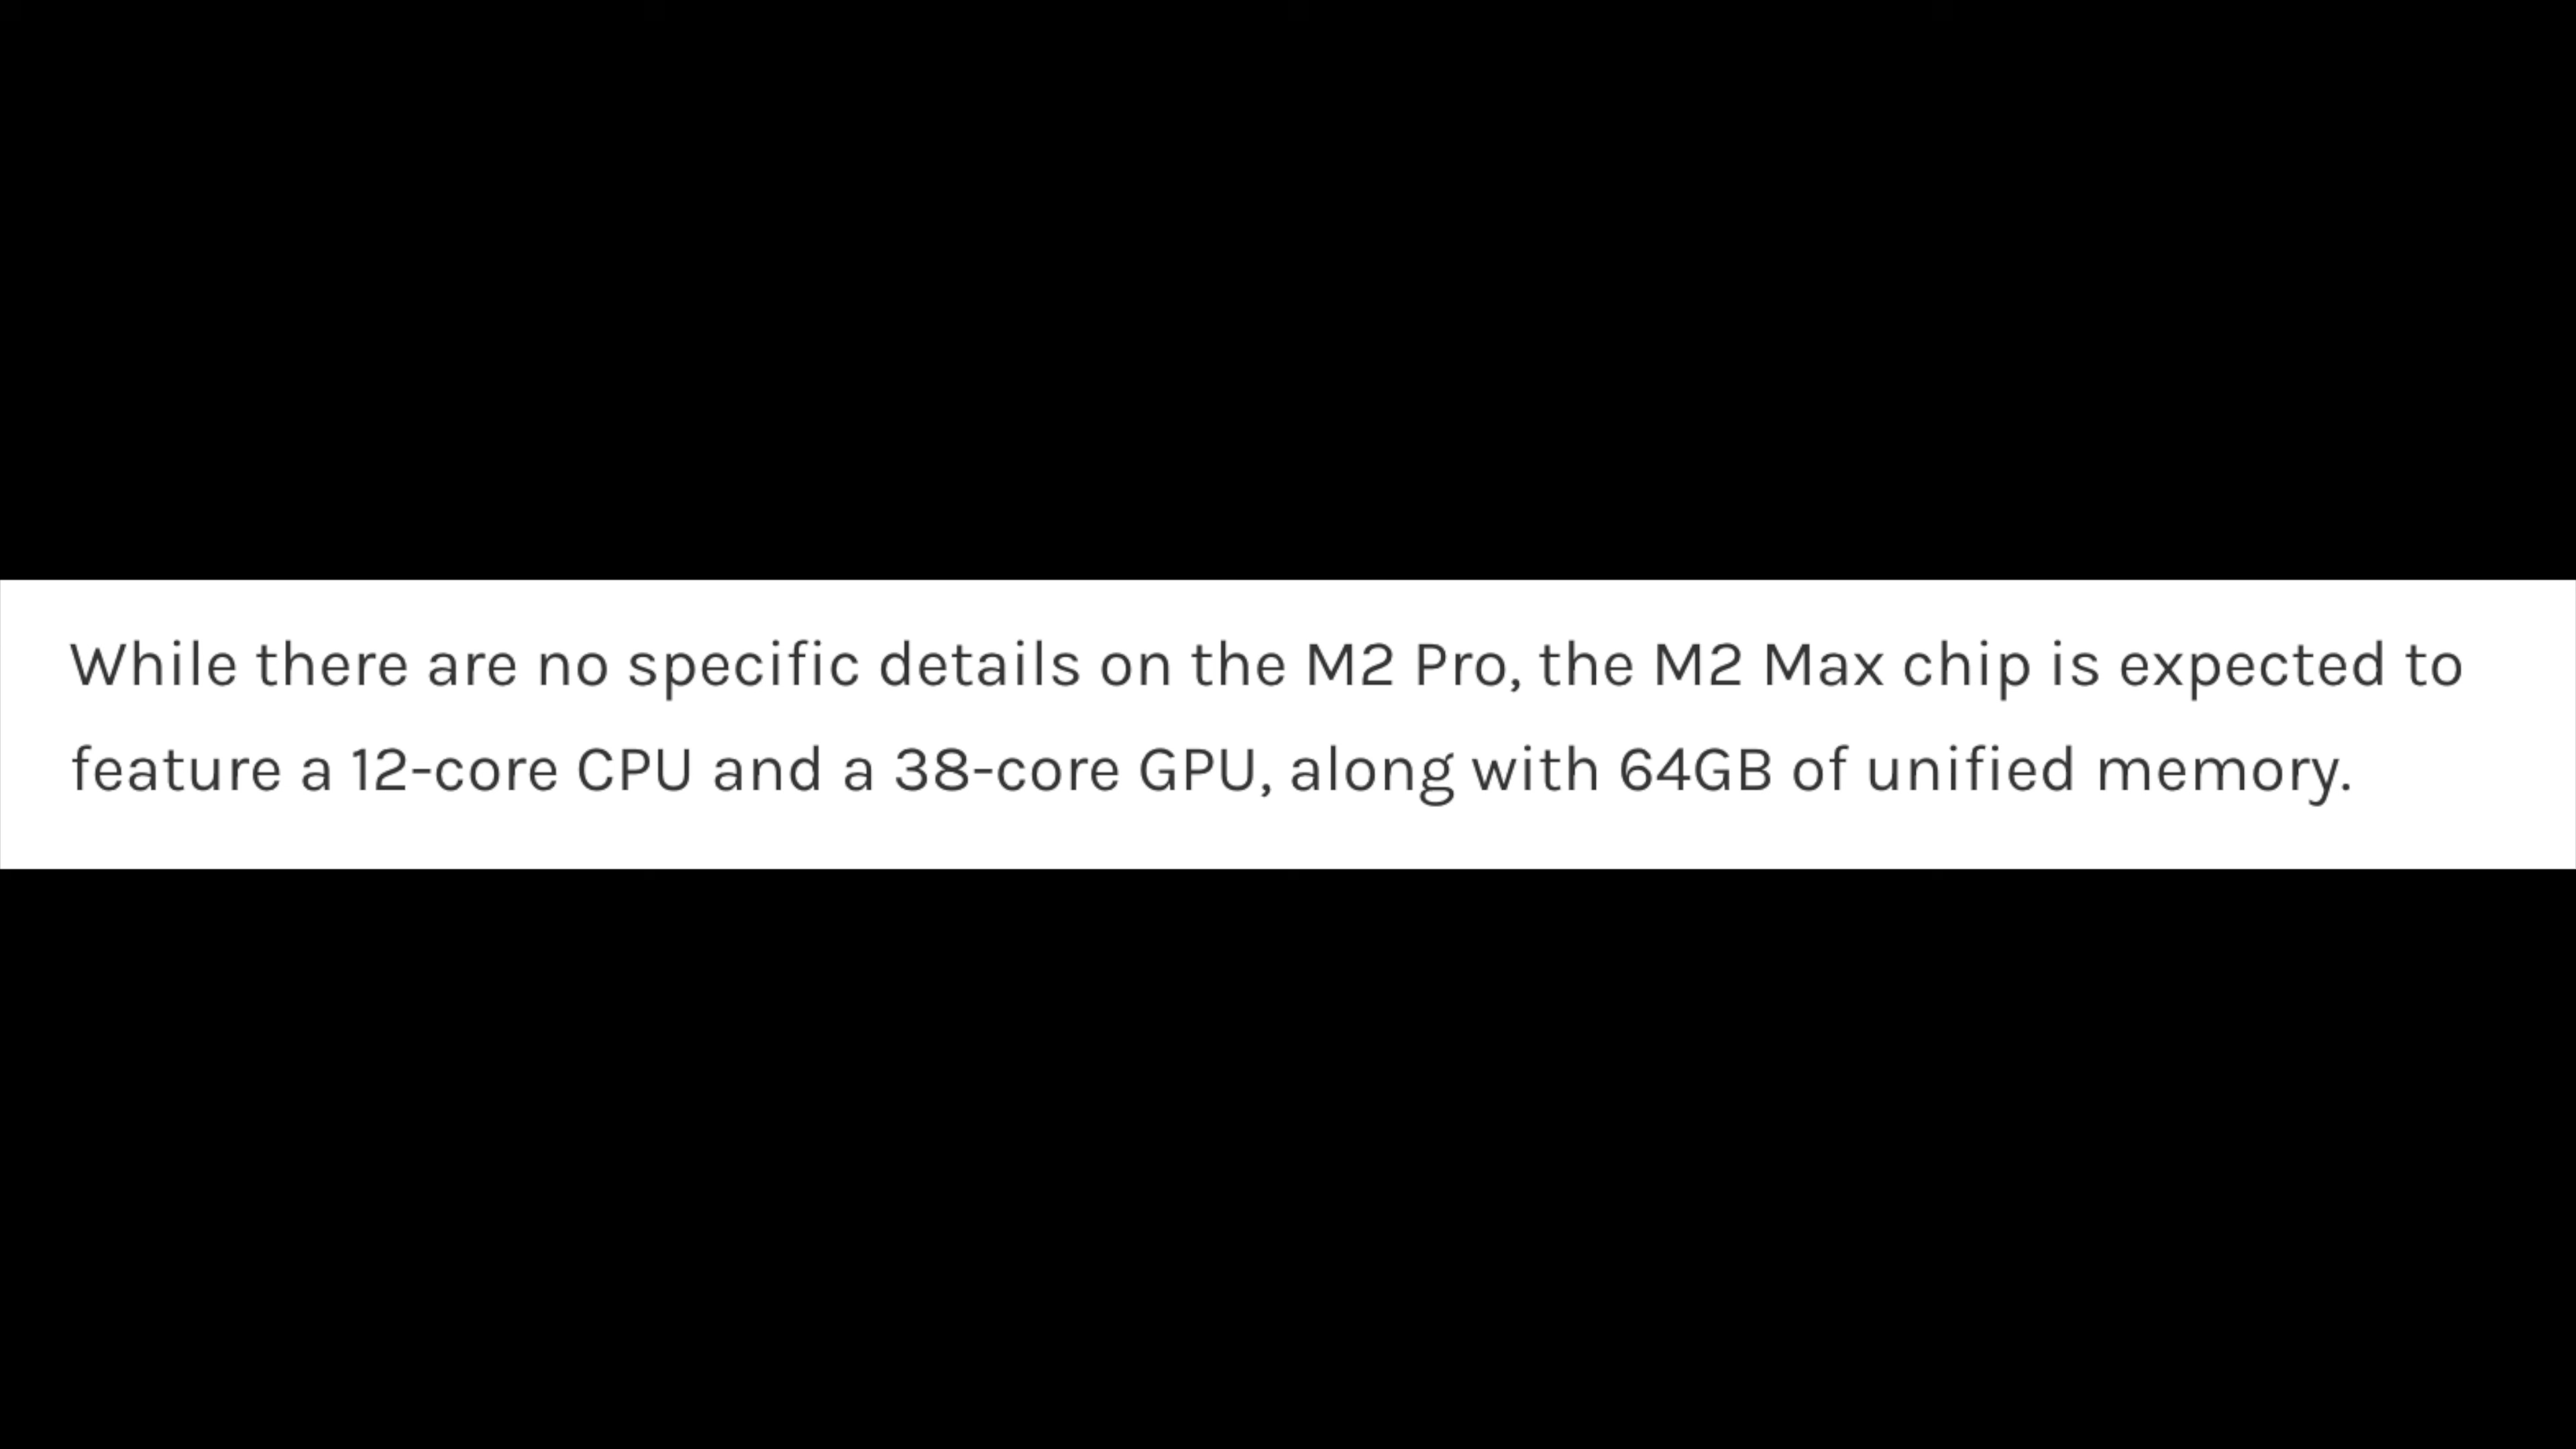 While there are no specific details on the M2 Pro, the M2 Max chip is expected to
feature a 12-core CPU and a 38-core GPU, along with 64GB of unified memory.